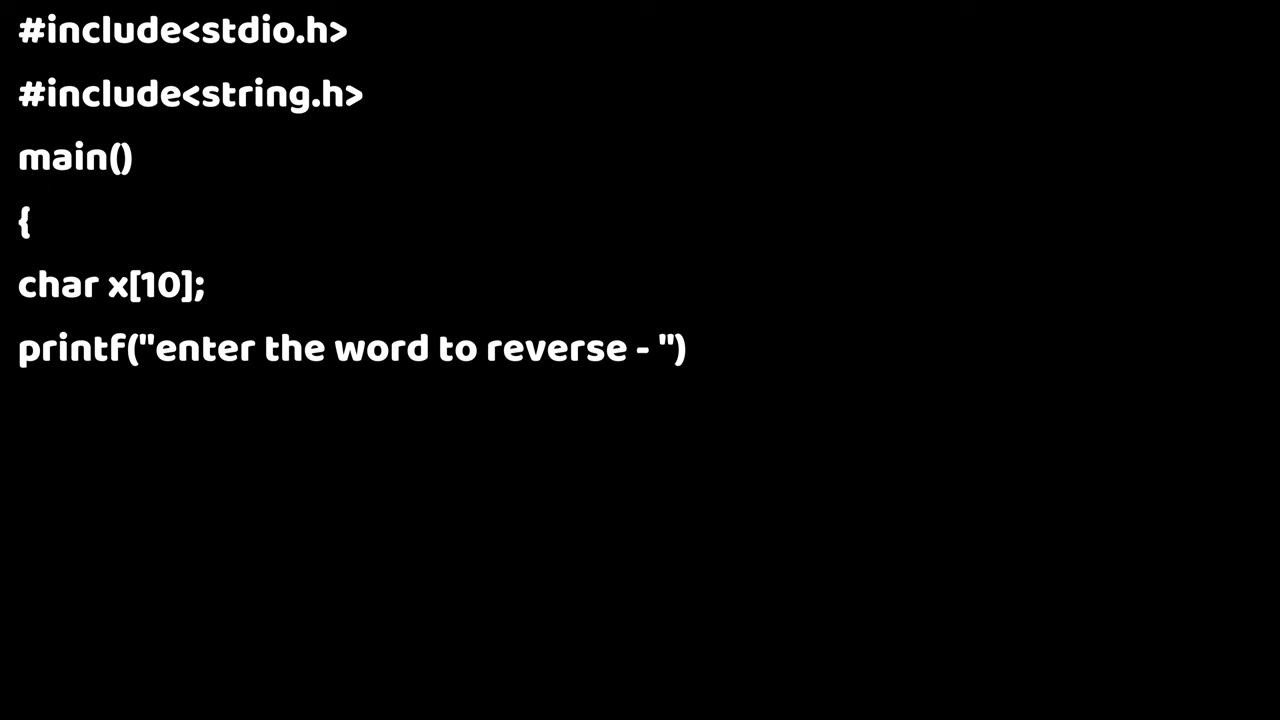 #include<stdio.h>
#include<string.h>
main()
{
char x[10];
printf("enter the word to reverse - ")